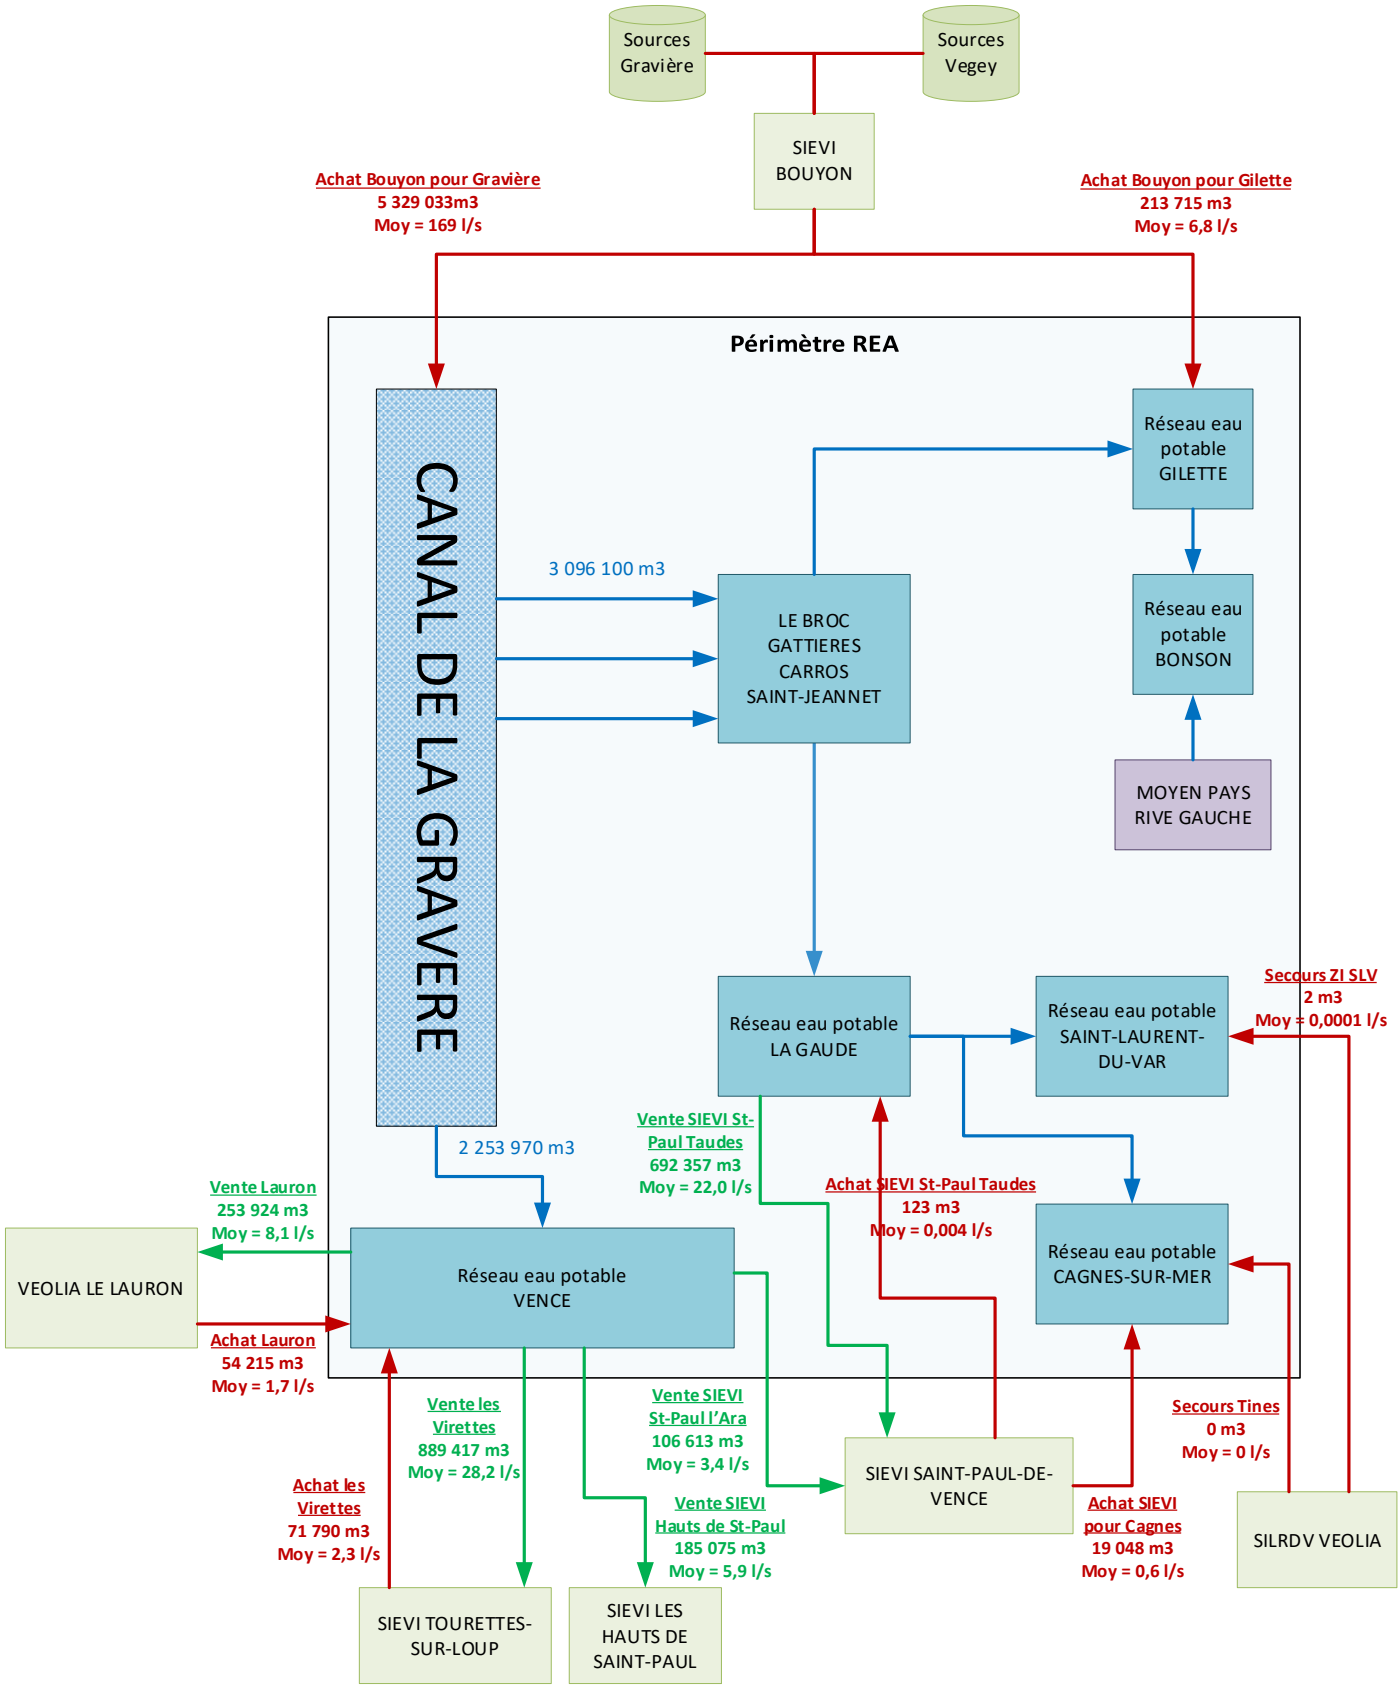 Sources
Gravière
Sources
Vegey
SIEVI
BOUYON
Achat Bouyon pour Gravière
5 329 033m3
Moy = 169 l/s
Achat Bouyon pour Gilette
213 715 m3
Moy = 6,8 l/s
Périmètre REA
CANAL DE LA GRAVERE
Réseau eau
potable
GILETTE
3 096 100 m3
LE BROC
GATTIERES
CARROS
SAINT-JEANNET
Réseau eau
potable
BONSON
MOYEN PAYS
RIVE GAUCHE
Réseau eau potable
LA GAUDE
Réseau eau potable
SAINT-LAURENT-
DU-VAR
Secours ZI SLV
2 m3
Moy = 0,0001 l/s
2 253 970 m3
Vente SIEVI St-
Paul Taudes
692 357 m3
Moy = 22,0 l/s
Achat SIEVI St-Paul Taudes
123 m3
Moy = 0,004 l/s
Vente Lauron
253 924 m3
Moy = 8,1 l/s
VEOLIA LE LAURON
Réseau eau potable
VENCE
Réseau eau potable
CAGNES-SUR-MER
Achat Lauron
54 215 m3
Moy = 1,7 l/s
Vente les
Virettes
889 417 m3
Moy = 28,2 l/s
Vente SIEVI
St-Paul l’Ara
106 613 m3
Moy = 3,4 l/s
Secours Tines
0 m3
Moy = 0 l/s
SIEVI SAINT-PAUL-DE-
VENCE
Achat les
Virettes
71 790 m3
Moy = 2,3 l/s
Vente SIEVI
Hauts de St-Paul
185 075 m3
Moy = 5,9 l/s
Achat SIEVI
pour Cagnes
19 048 m3
Moy = 0,6 l/s
SILRDV VEOLIA
SIEVI TOURETTES-
SUR-LOUP
SIEVI LES
HAUTS DE
SAINT-PAUL